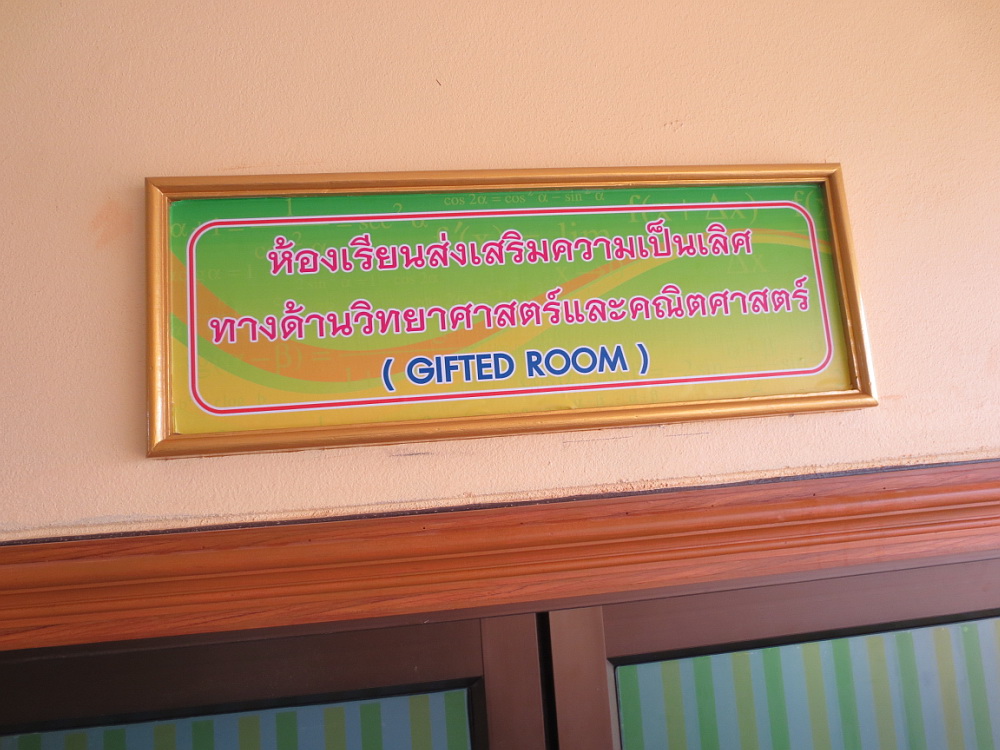 ห้องเรียนส่งเสริมความเป็นเลิศ
ทางด้านวิทยาศาสตร์และคณิตศาสตร์
( GIFTED ROOM )